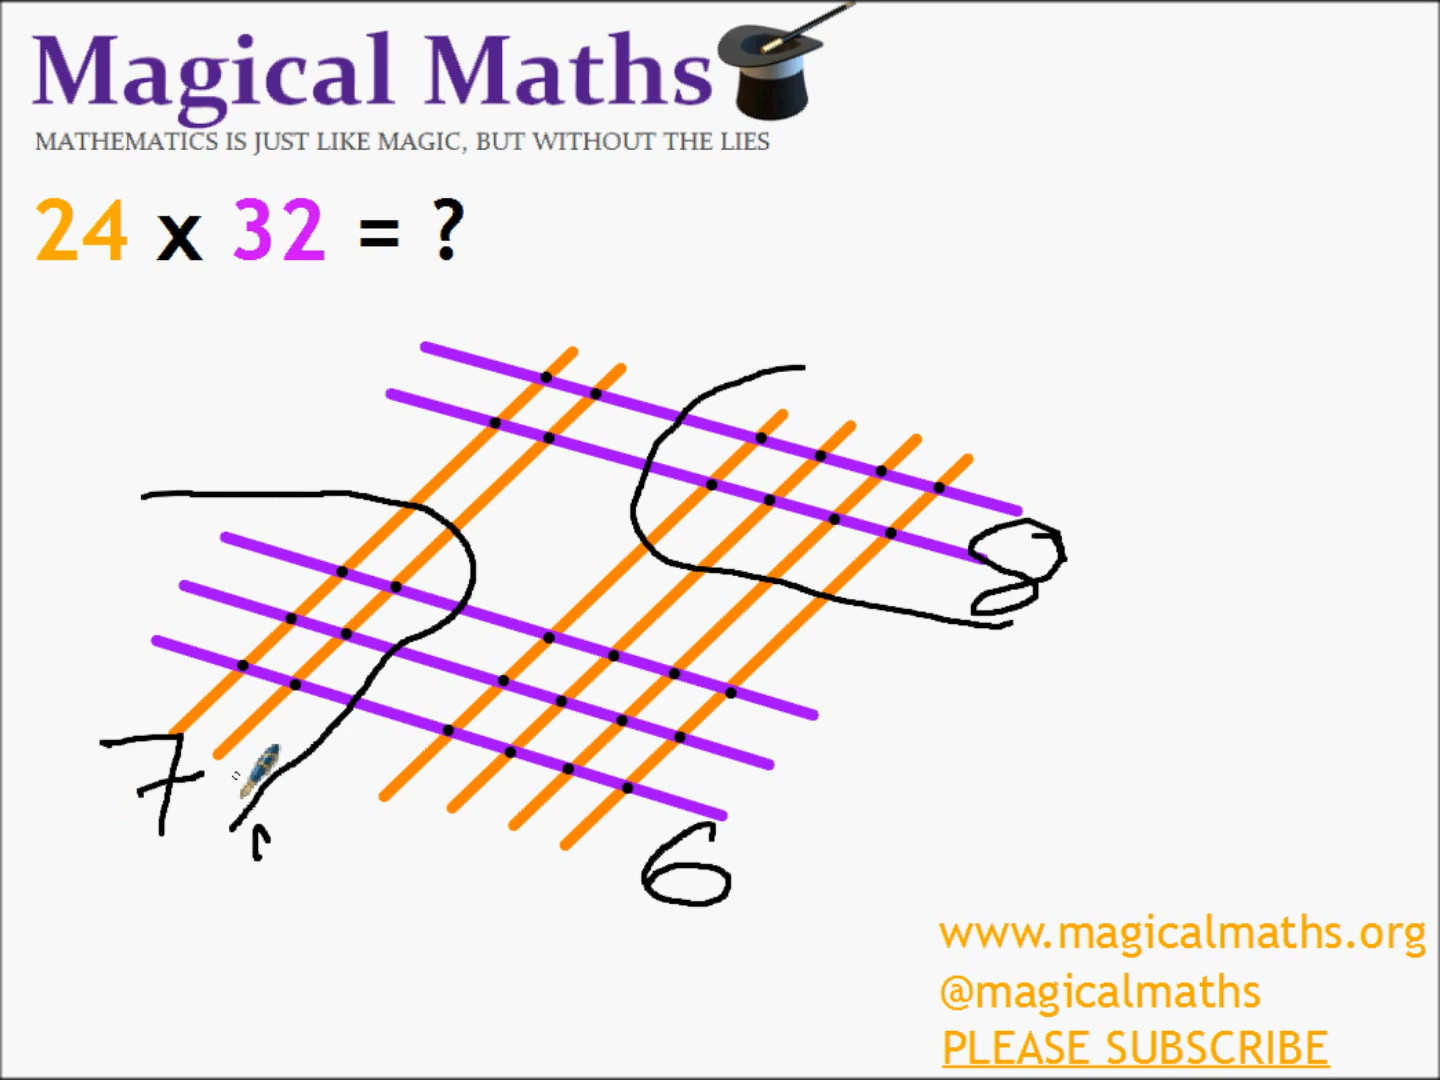 Magical Maths
MATHEMATICS IS JUST LIKE MAGIC, BUT WITHOUT THE LIES
24 x 32 = ?
8
7
6
www.magicalmaths.org
@magicalmaths
PLEASE SUBSCRIBE